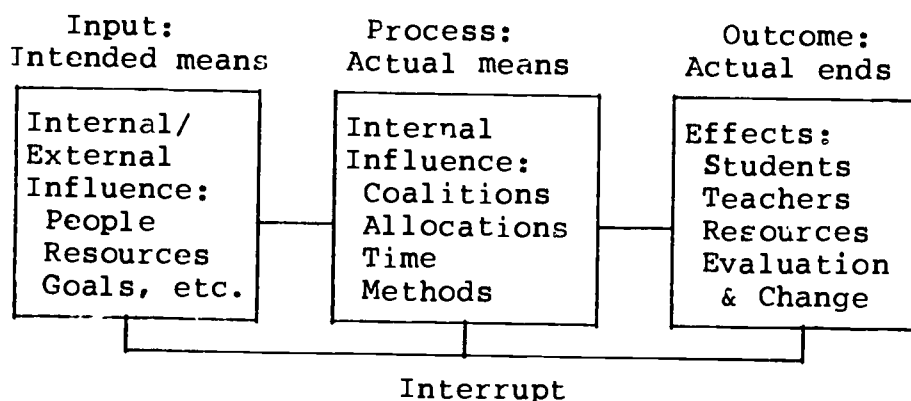 Input:
Intended means
Internal/
External
Influence:
People
Resources
Goals, etc.
Process:
Actual means
Internal
Influence:
Coalitions
Allocations
Time
Methods
Outcome:
Actual ends
Effects:
Students
Teachers
Resources
Evaluation
& Change
Interrupt